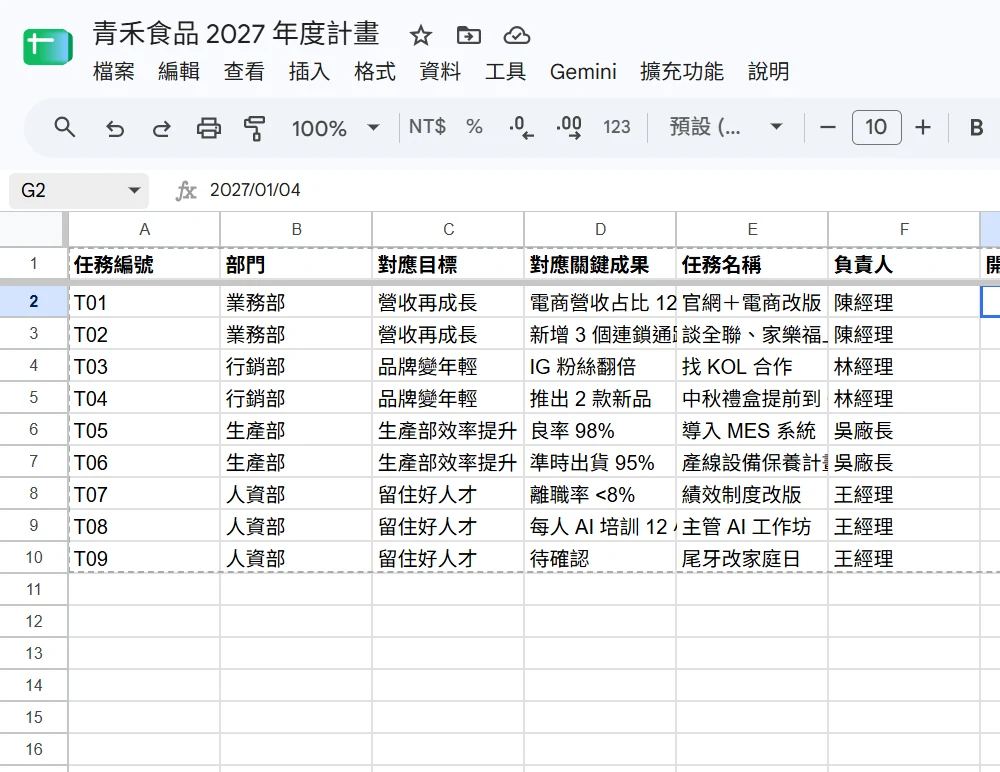 青禾食品 2027 年度計畫
檔案 編輯 查看 插入 格式 資料 工具 Gemini 擴充功能 說明
100% NT$ % .0 .00 123 預設 (... − 10 + B
G2 fx 2027/01/04
A B C D E F
1 任務編號 部門 對應目標 對應關鍵成果 任務名稱 負責人 開
2 T01 業務部 營收再成長 電商營收占比 12 官網＋電商改版 陳經理
3 T02 業務部 營收再成長 新增 3 個連鎖通 談全聯、家樂福 陳經理
4 T03 行銷部 品牌變年輕 IG 粉絲翻倍 找 KOL 合作 林經理
5 T04 行銷部 品牌變年輕 推出 2 款新品 中秋禮盒提前到 林經理
6 T05 生產部 生產部效率提升 良率 98% 導入 MES 系統 吳廠長
7 T06 生產部 生產部效率提升 準時出貨 95% 產線設備保養計 吳廠長
8 T07 人資部 留住好人才 離職率 <8% 績效制度改版 王經理
9 T08 人資部 留住好人才 每人 AI 培訓 12 主管 AI 工作坊 王經理
10 T09 人資部 留住好人才 待確認 尾牙改家庭日 王經理
11
12
13
14
15
16